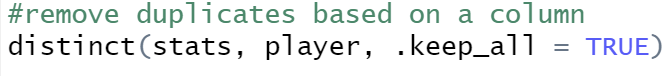 #remove duplicates based on a column
distinct(stats, player, .keep_all = TRUE)